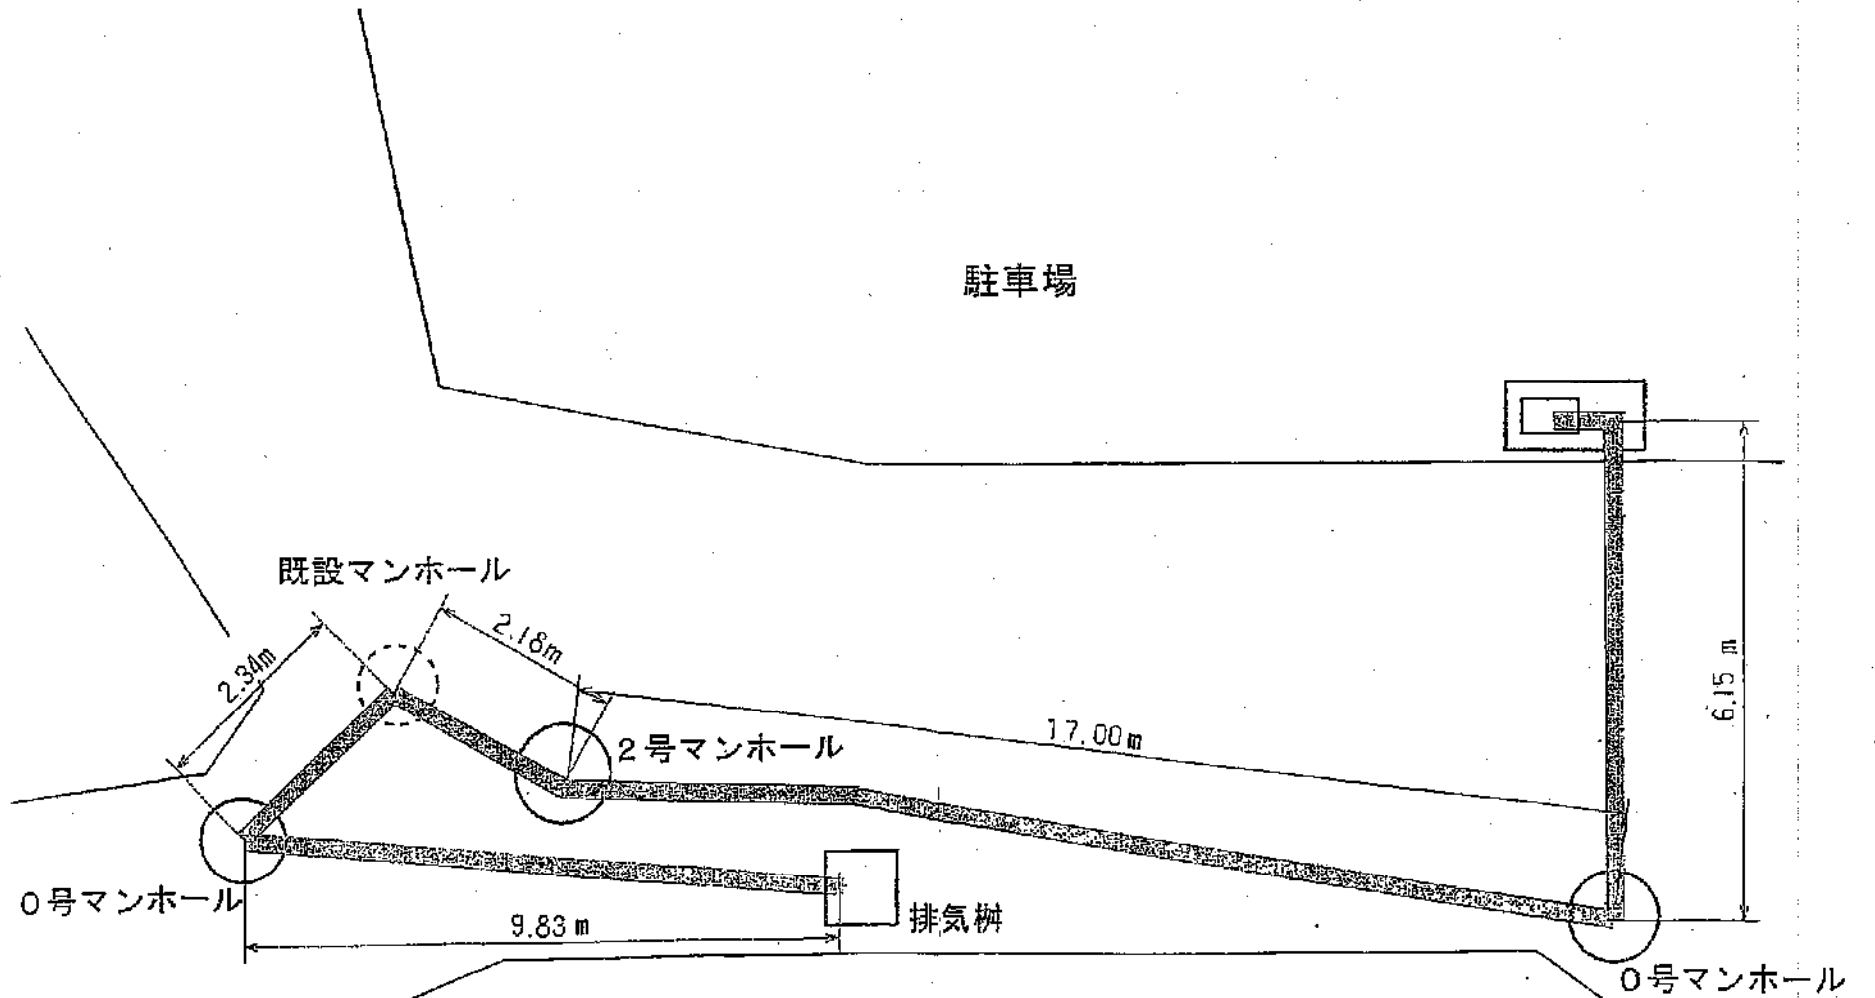 駐車場
既設マンホール
2.18m
2.34m
2号マンホール
17.00m
6.15 m
0号マンホール
9.83m
排気桝
0号マンホール